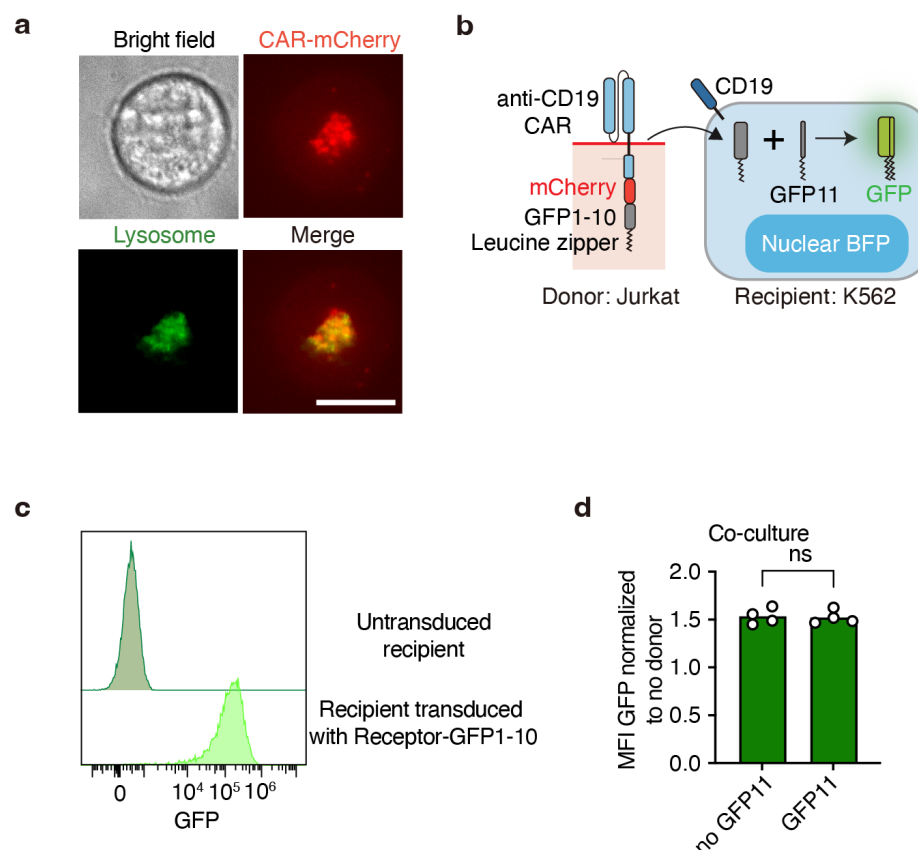 a
Bright field
CAR-mCherry
Lysosome
Merge
b
anti-CD19
CAR
mCherry
GFP1-10
Leucine zipper
CD19
+
GFP11
GFP
Nuclear BFP
Donor: Jurkat
Recipient: K562
c
Untransduced
recipient
Recipient transduced
with Receptor-GFP1-10
0
10⁴
10⁵
10⁶
GFP
d
Co-culture
ns
MFI GFP normalized
to no donor
2.0
1.5
1.0
0.5
0.0
no GFP11
GFP11